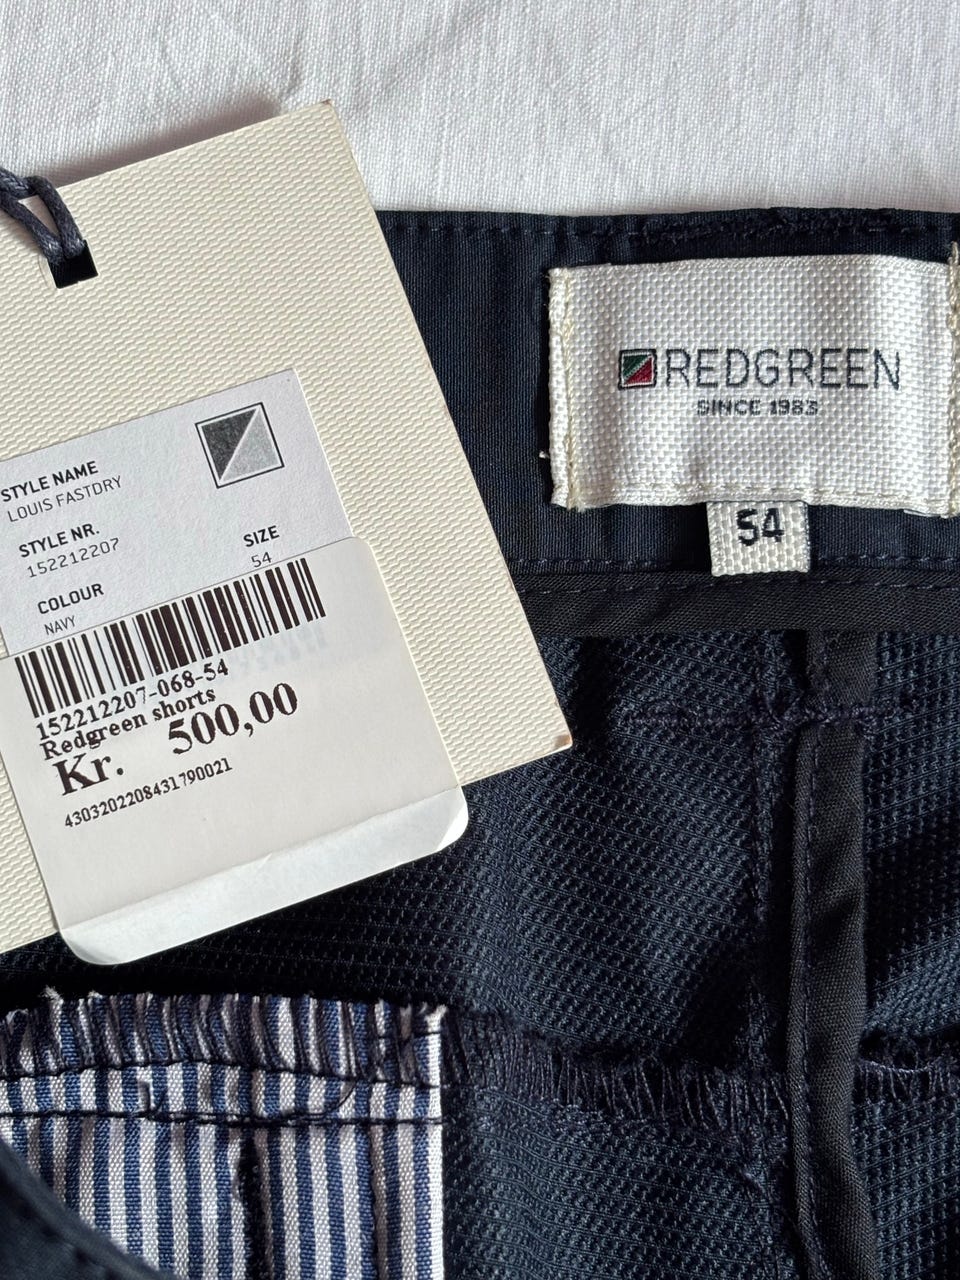 STYLE NAME
LOUIS FASTDRY
STYLE NR.
152212207
SIZE
54
COLOUR
NAVY
152212207-068-54
Redgreen shorts
Kr. 500,00
4303202208431790021
REDGREEN
SINCE 1983
54